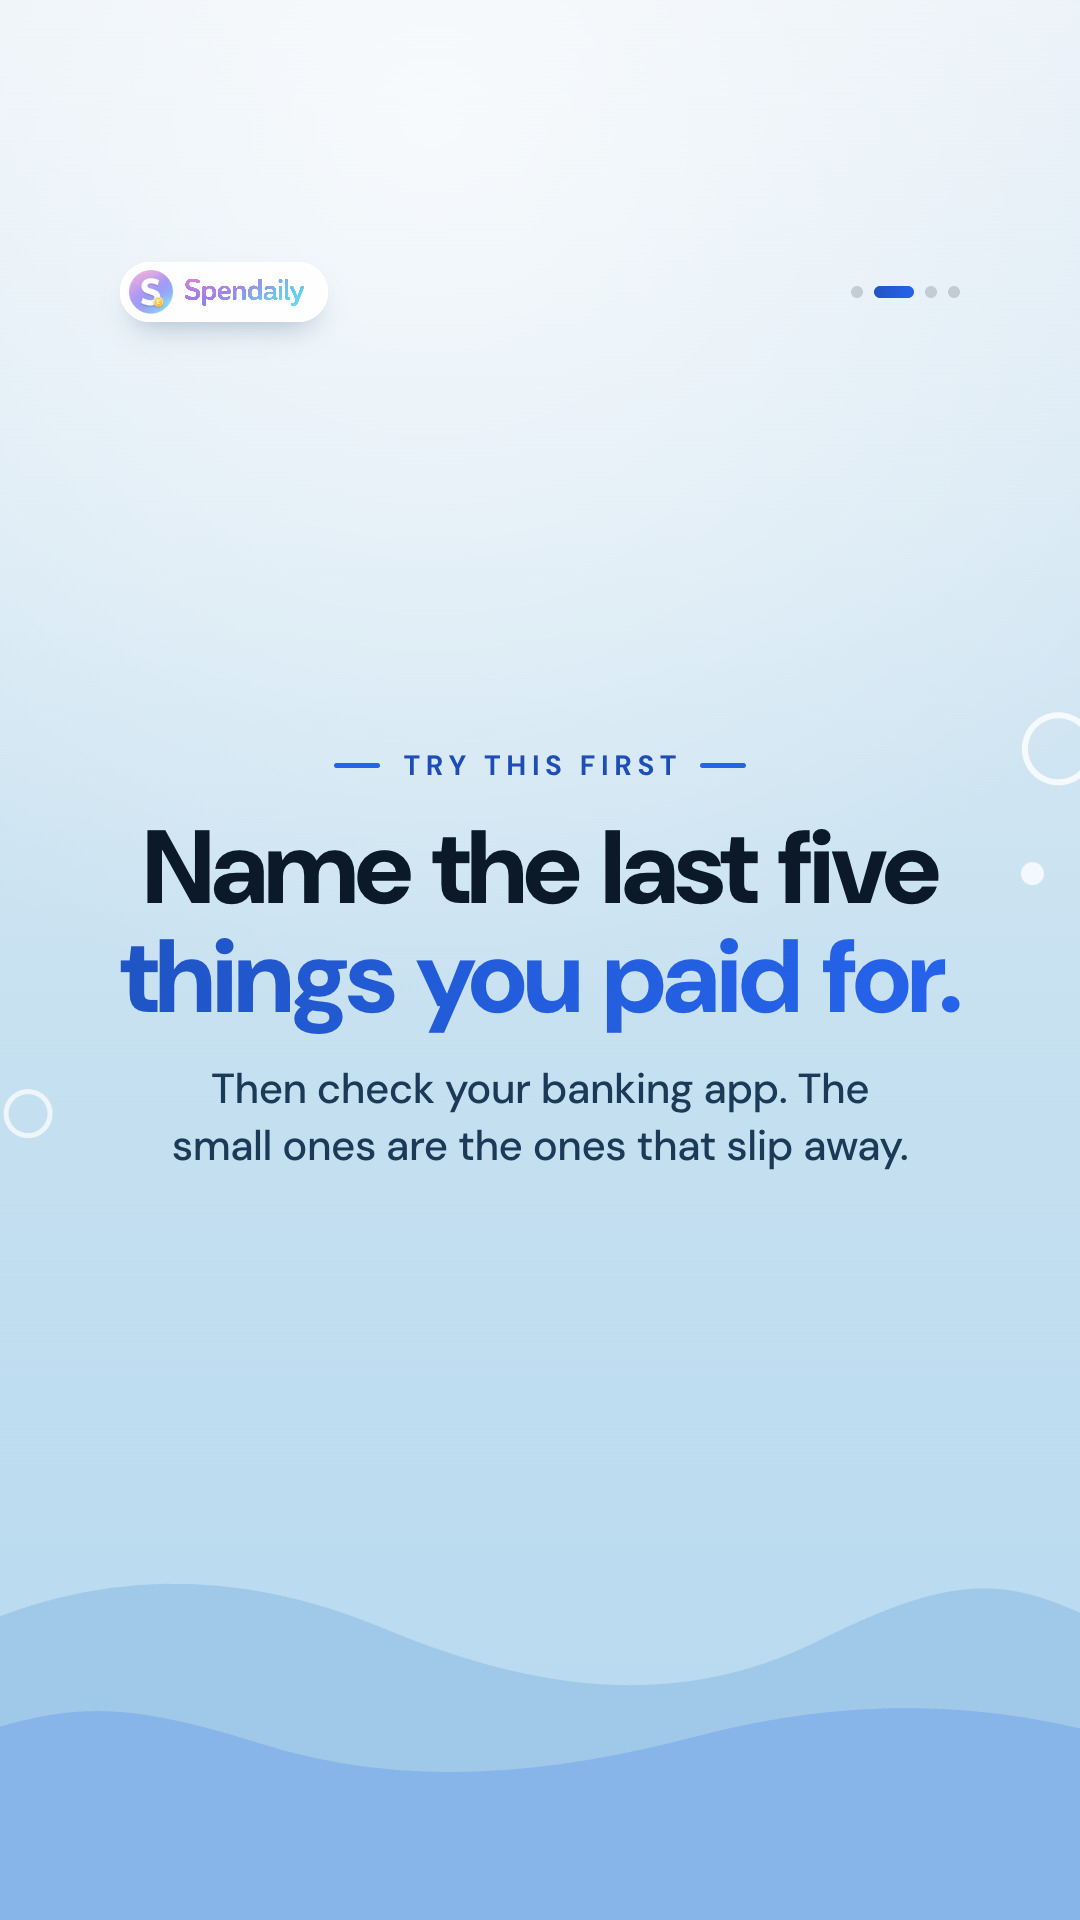 Spendaily
TRY THIS FIRST
Name the last five
things you paid for.
Then check your banking app. The
small ones are the ones that slip away.